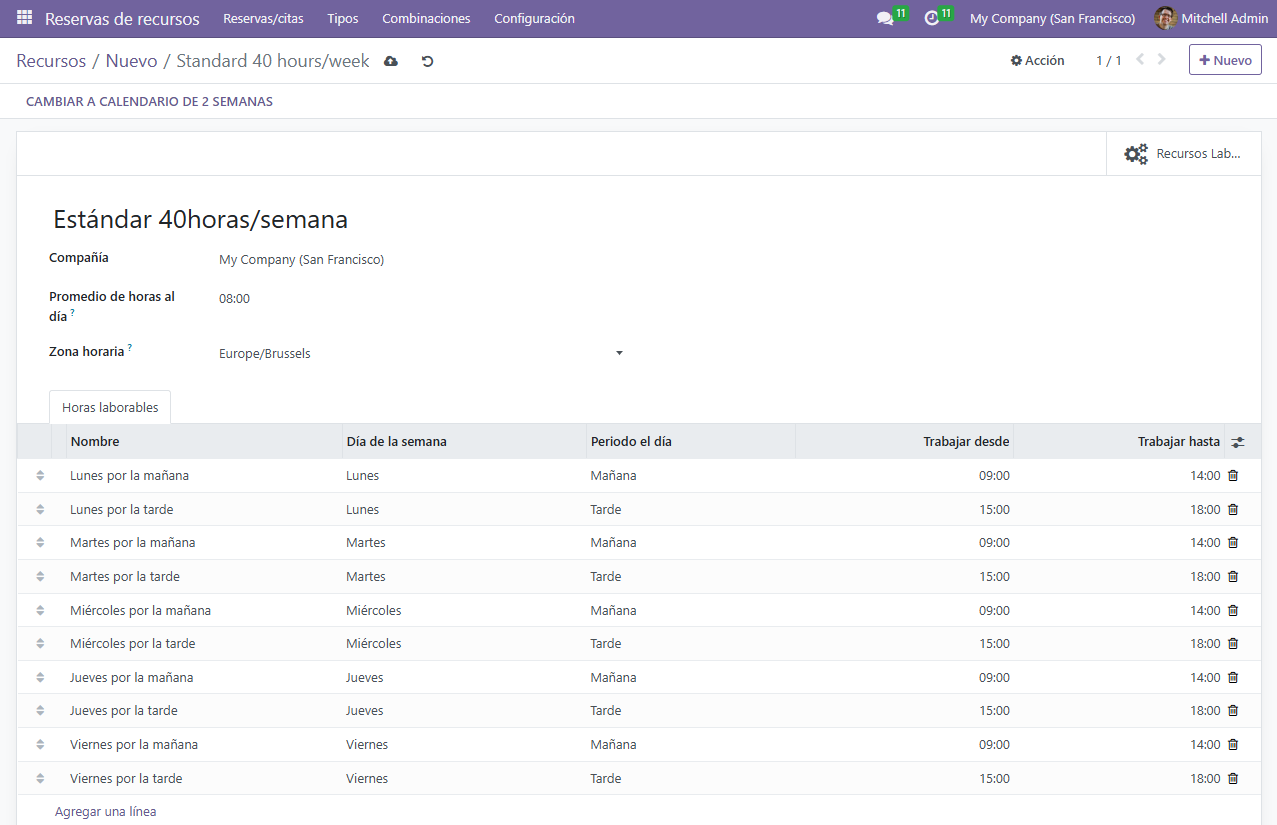 Reservas de recursos Reservas/citas Tipos Combinaciones Configuración 11 11 My Company (San Francisco) Mitchell Admin
Recursos / Nuevo / Standard 40 hours/week Acción 1 / 1 + Nuevo
CAMBIAR A CALENDARIO DE 2 SEMANAS
Recursos Lab...
Estándar 40horas/semana
Compañía My Company (San Francisco)
Promedio de horas al día ? 08:00
Zona horaria ? Europe/Brussels
Horas laborables
Nombre Día de la semana Periodo el día Trabajar desde Trabajar hasta
Lunes por la mañana Lunes Mañana 09:00 14:00
Lunes por la tarde Lunes Tarde 15:00 18:00
Martes por la mañana Martes Mañana 09:00 14:00
Martes por la tarde Martes Tarde 15:00 18:00
Miércoles por la mañana Miércoles Mañana 09:00 14:00
Miércoles por la tarde Miércoles Tarde 15:00 18:00
Jueves por la mañana Jueves Mañana 09:00 14:00
Jueves por la tarde Jueves Tarde 15:00 18:00
Viernes por la mañana Viernes Mañana 09:00 14:00
Viernes por la tarde Viernes Tarde 15:00 18:00
Agregar una línea